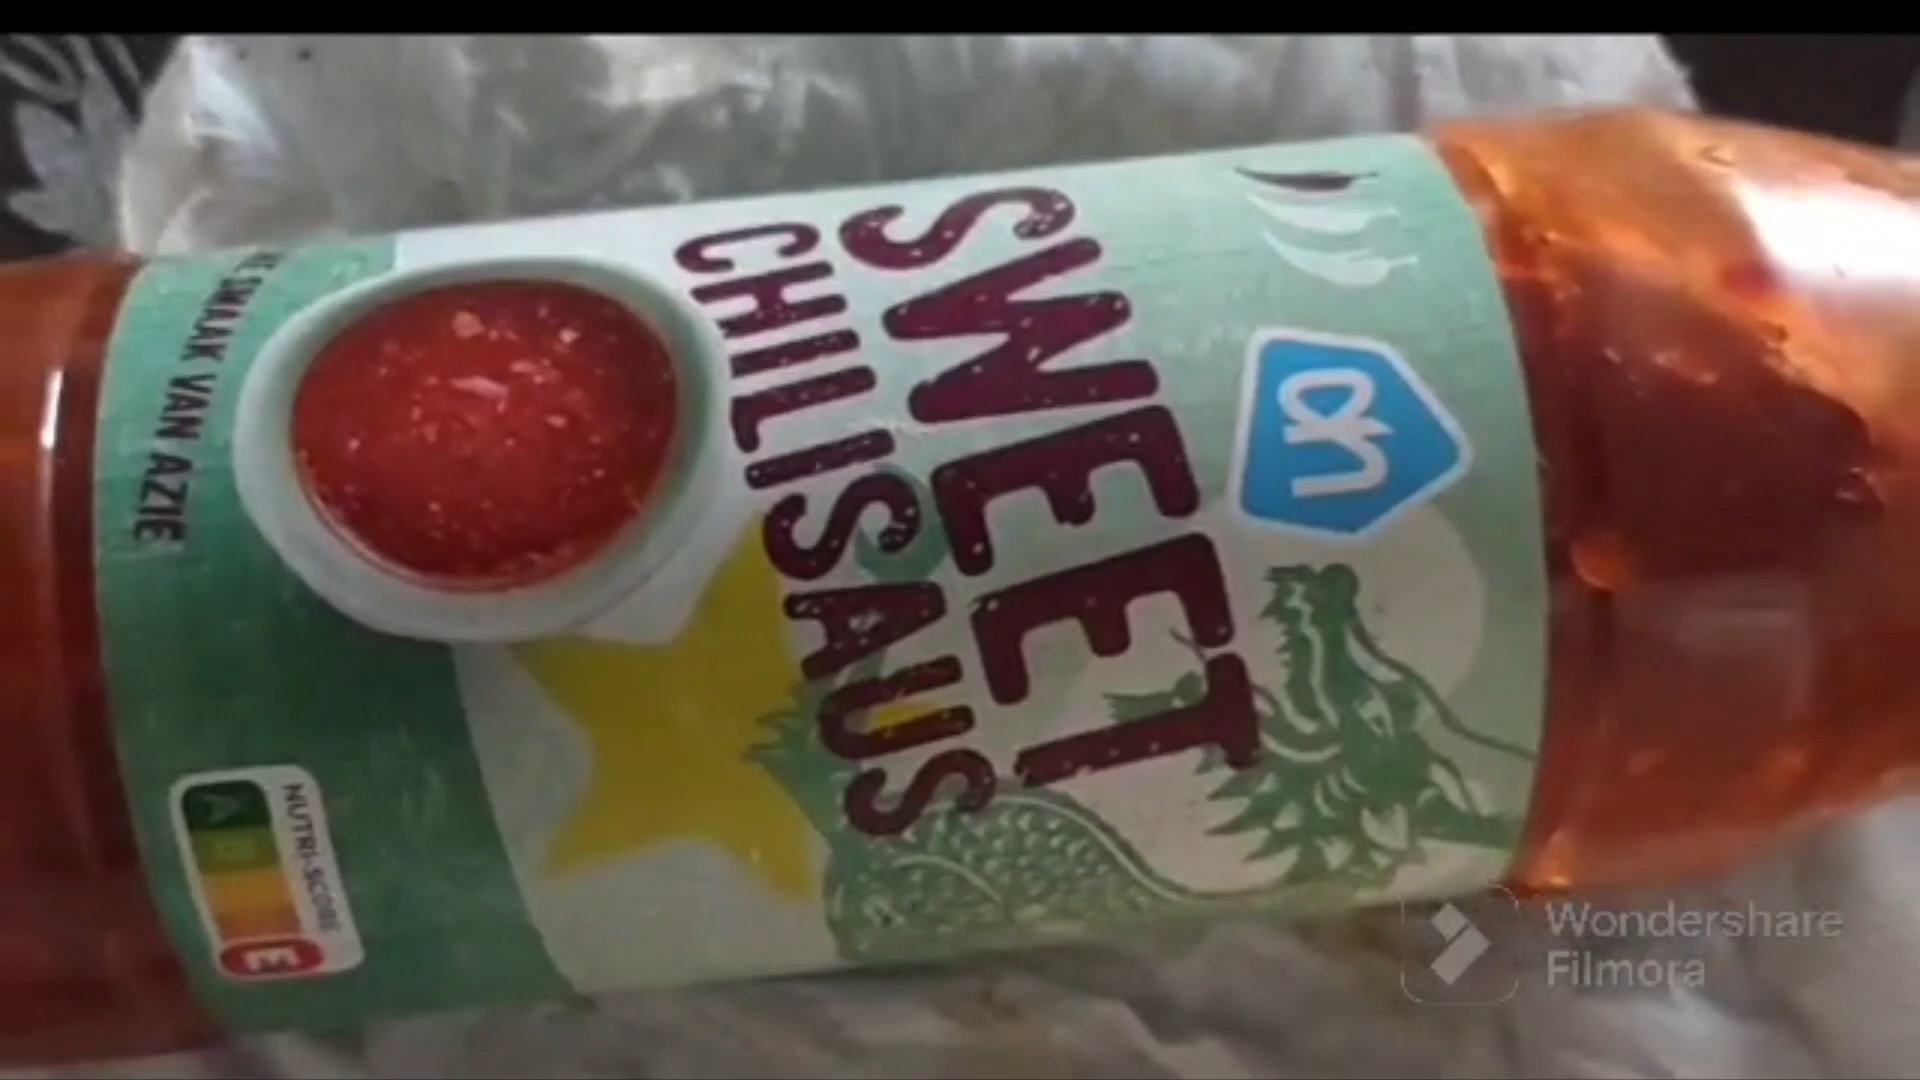 ah
SWEET
CHILISAUS
SMAAK VAN AZIE
NUTRI-SCORE
A B E
Wondershare
Filmora